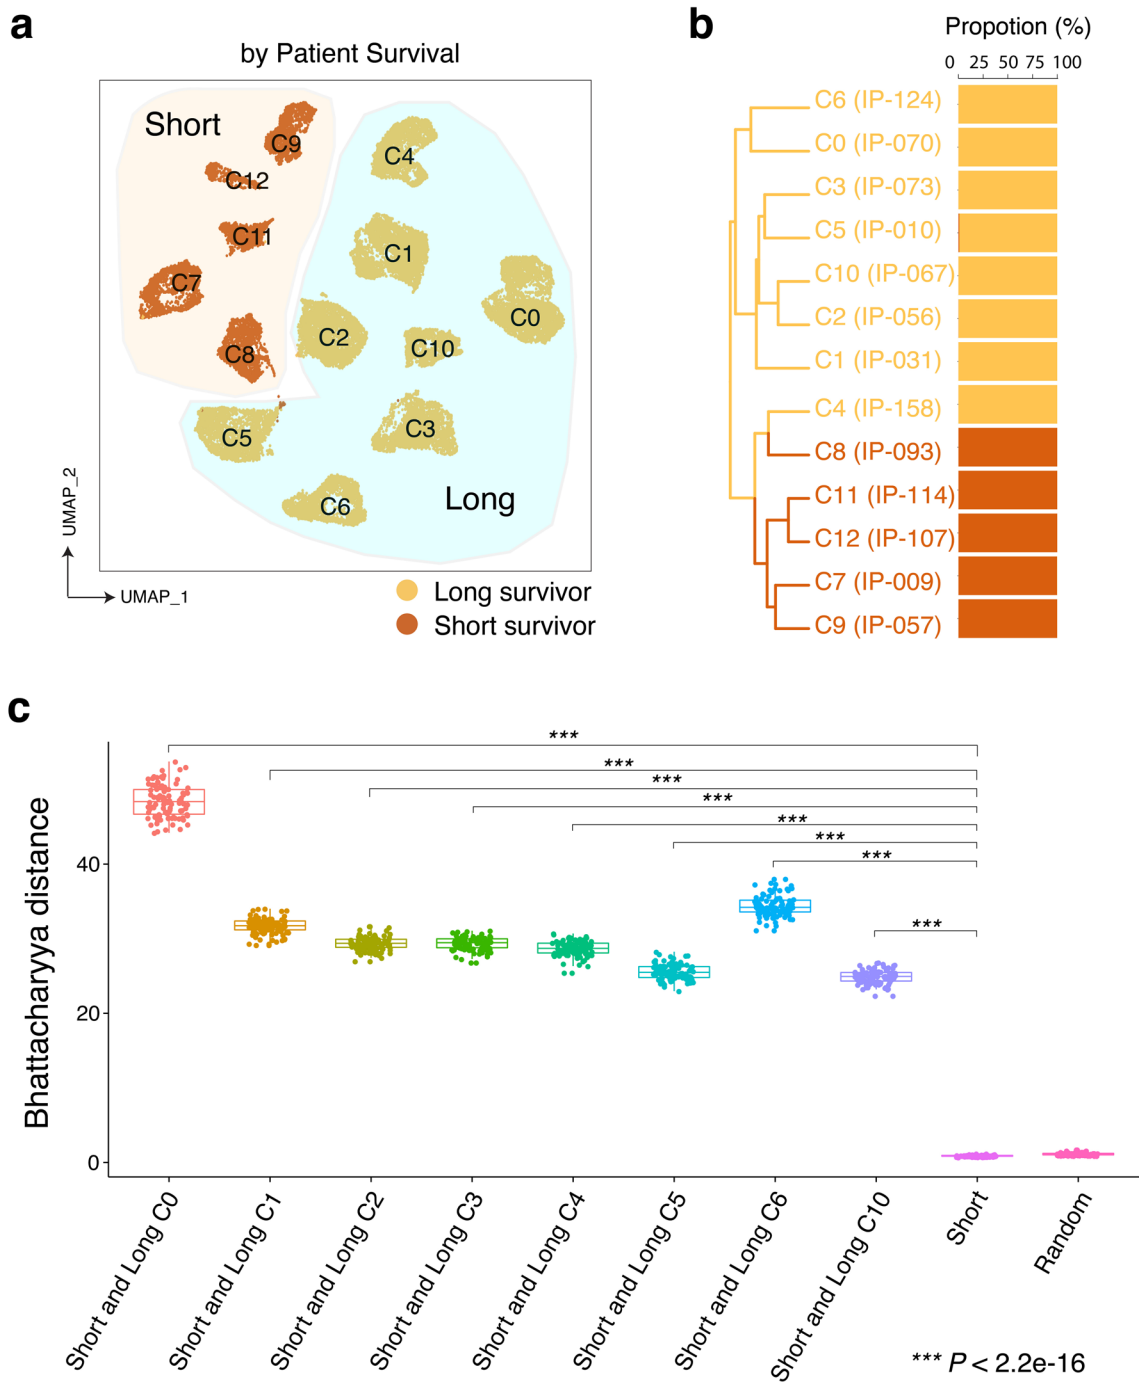 a
by Patient Survival
Short
C9
C12
C11
C7
C8
C4
C1
C0
C2
C10
C3
C5
C6
Long
UMAP_2
UMAP_1
Long survivor
Short survivor
b
Propotion (%)
0 25 50 75 100
C6 (IP-124)
C0 (IP-070)
C3 (IP-073)
C5 (IP-010)
C10 (IP-067)
C2 (IP-056)
C1 (IP-031)
C4 (IP-158)
C8 (IP-093)
C11 (IP-114)
C12 (IP-107)
C7 (IP-009)
C9 (IP-057)
c
***
***
***
***
***
***
***
***
Bhattacharyya distance
40
20
0
Short and Long C0
Short and Long C1
Short and Long C2
Short and Long C3
Short and Long C4
Short and Long C5
Short and Long C6
Short and Long C10
Short
Random
*** P < 2.2e-16